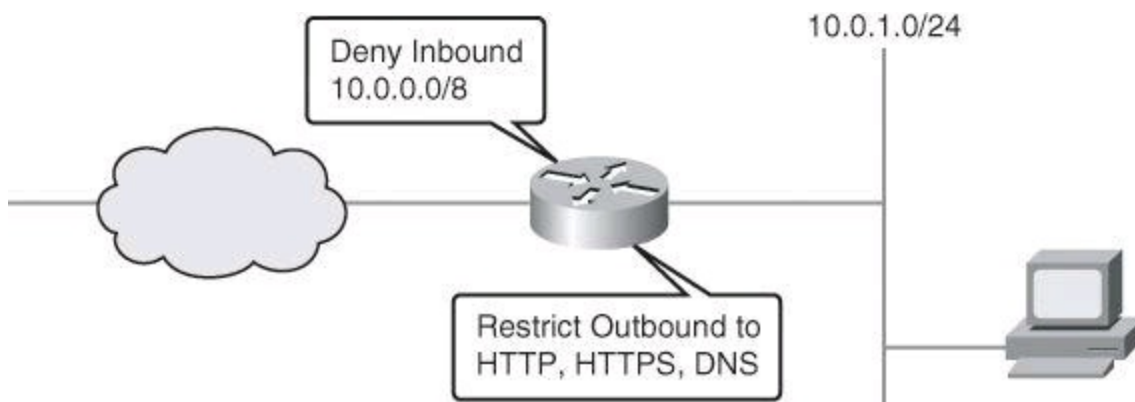 10.0.1.0/24
Deny Inbound
10.0.0.0/8
Restrict Outbound to
HTTP, HTTPS, DNS